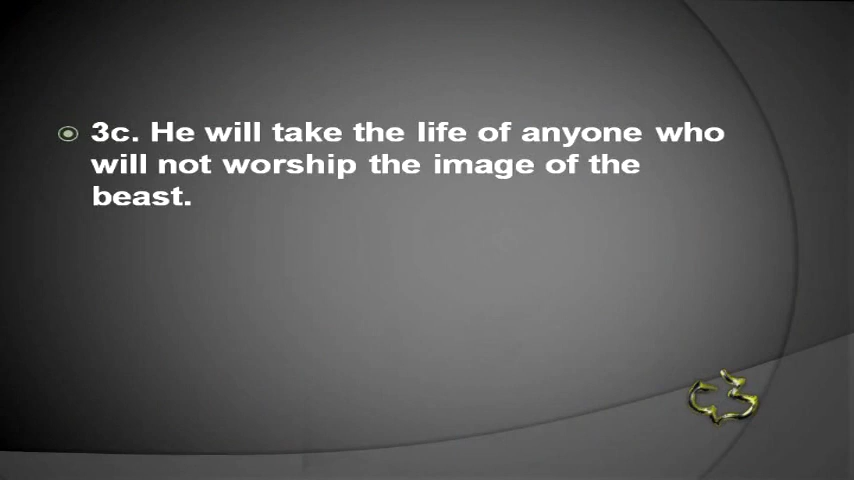 3c. He will take the life of anyone who
will not worship the image of the
beast.